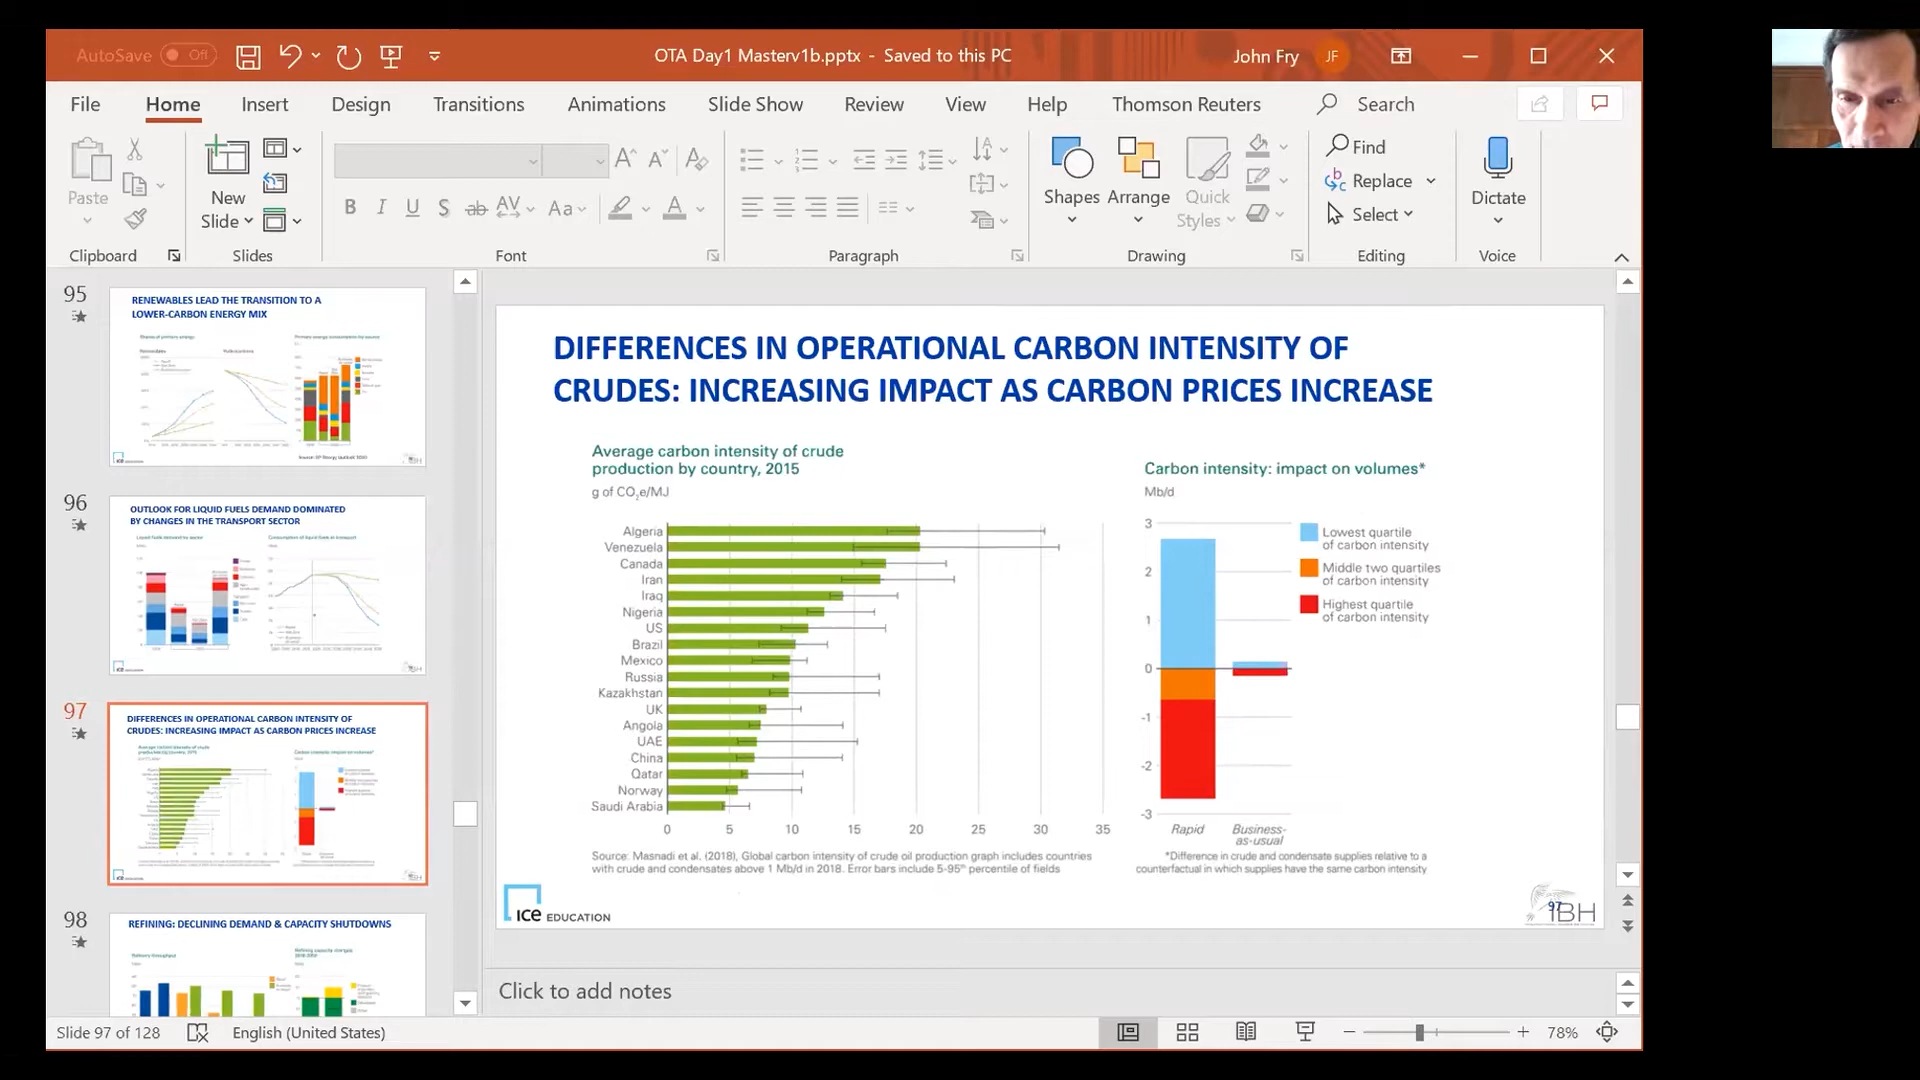 AutoSave Off
OTA Day1 Masterv1b.pptx - Saved to this PC
John Fry JF
File Home Insert Design Transitions Animations Slide Show Review View Help Thomson Reuters Search
Paste
New
Slide
Shapes
Arrange
Quick
Styles
Find
Replace
Select
Dictate
Clipboard
Slides
Font
Paragraph
Drawing
Editing
Voice
95
RENEWABLES LEAD THE TRANSITION TO A
LOWER-CARBON ENERGY MIX
96
OUTLOOK FOR LIQUID FUELS DEMAND DOMINATED
BY CHANGES IN THE TRANSPORT SECTOR
97
DIFFERENCES IN OPERATIONAL CARBON INTENSITY OF
CRUDES: INCREASING IMPACT AS CARBON PRICES INCREASE
98
REFINING: DECLINING DEMAND & CAPACITY SHUTDOWNS
DIFFERENCES IN OPERATIONAL CARBON INTENSITY OF
CRUDES: INCREASING IMPACT AS CARBON PRICES INCREASE
Average carbon intensity of crude
production by country, 2015
g of CO₂e/MJ
Algeria
Venezuela
Canada
Iran
Iraq
Nigeria
US
Brazil
Mexico
Russia
Kazakhstan
UK
Angola
UAE
China
Qatar
Norway
Saudi Arabia
0 5 10 15 20 25 30 35
Source: Masnadi et al. (2018), Global carbon intensity of crude oil production graph includes countries
with crude and condensates above 1 Mb/d in 2018. Error bars include 5-95th percentile of fields
Carbon intensity: impact on volumes*
Mb/d
3
2
1
0
-1
-2
-3
Rapid
Business-
as-usual
Lowest quartile
of carbon intensity
Middle two quartiles
of carbon intensity
Highest quartile
of carbon intensity
*Difference in crude and condensate supplies relative to a
counterfactual in which supplies have the same carbon intensity
ice EDUCATION
97
IBH
Click to add notes
Slide 97 of 128
English (United States)
78%